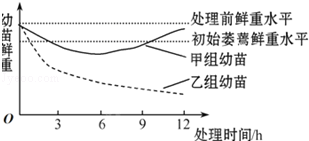 幼苗鲜重
处理前鲜重水平
初始萎蔫鲜重水平
甲组幼苗
乙组幼苗
O 3 6 9 12
处理时间/h